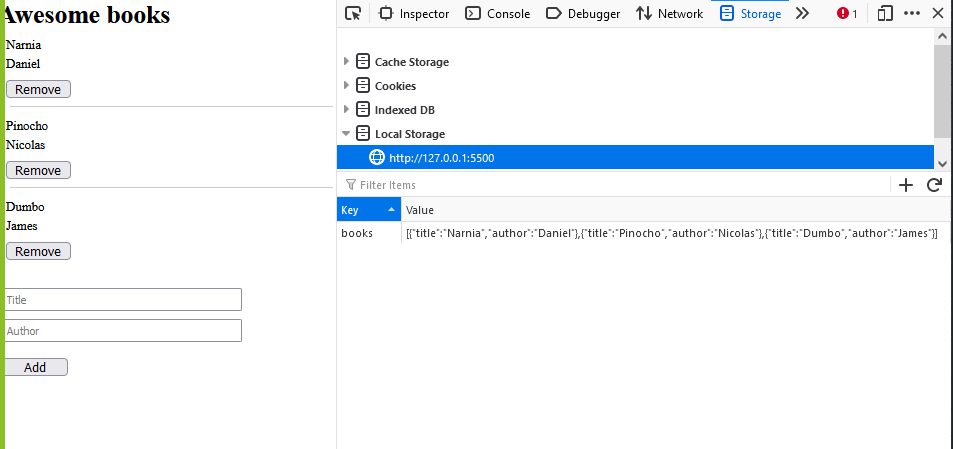 Awesome books
Narnia
Daniel
Remove
Pinocho
Nicolas
Remove
Dumbo
James
Remove
Title
Author
Add
Inspector Console Debugger Network Storage 1
Cache Storage
Cookies
Indexed DB
Local Storage
http://127.0.0.1:5500
Filter Items
Key Value
books [{"title":"Narnia","author":"Daniel"},{"title":"Pinocho","author":"Nicolas"},{"title":"Dumbo","author":"James"}]